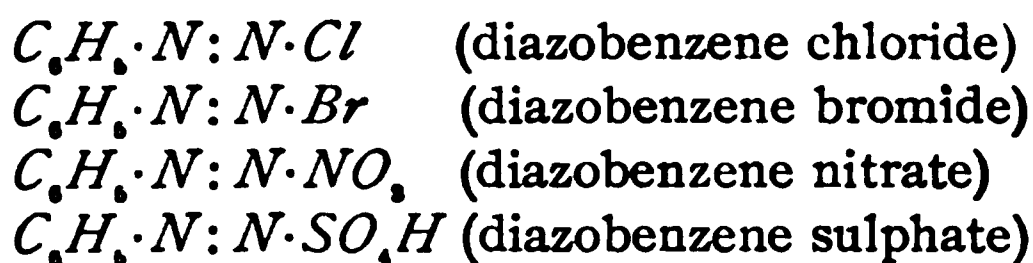 C₆H₅·N:N·Cl (diazobenzene chloride)
C₆H₅·N:N·Br (diazobenzene bromide)
C₆H₅·N:N·NO₃ (diazobenzene nitrate)
C₆H₅·N:N·SO₄H (diazobenzene sulphate)